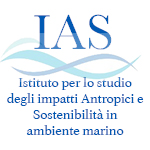 IAS
Istituto per lo studio
degli impatti Antropici e
Sostenibilità in
ambiente marino